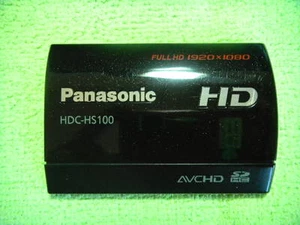 FULL HD 1920×1080
Panasonic HD
HDC-HS100
AVCHD SD HC